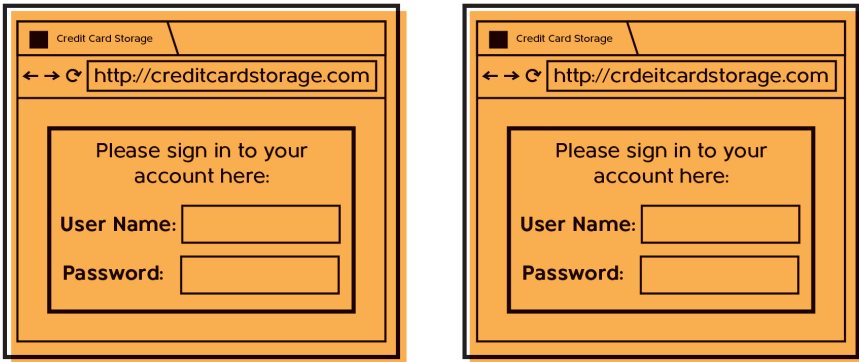 Credit Card Storage
http://creditcardstorage.com
Please sign in to your
account here:
User Name:
Password:
Credit Card Storage
http://crdeitcardstorage.com
Please sign in to your
account here:
User Name:
Password: